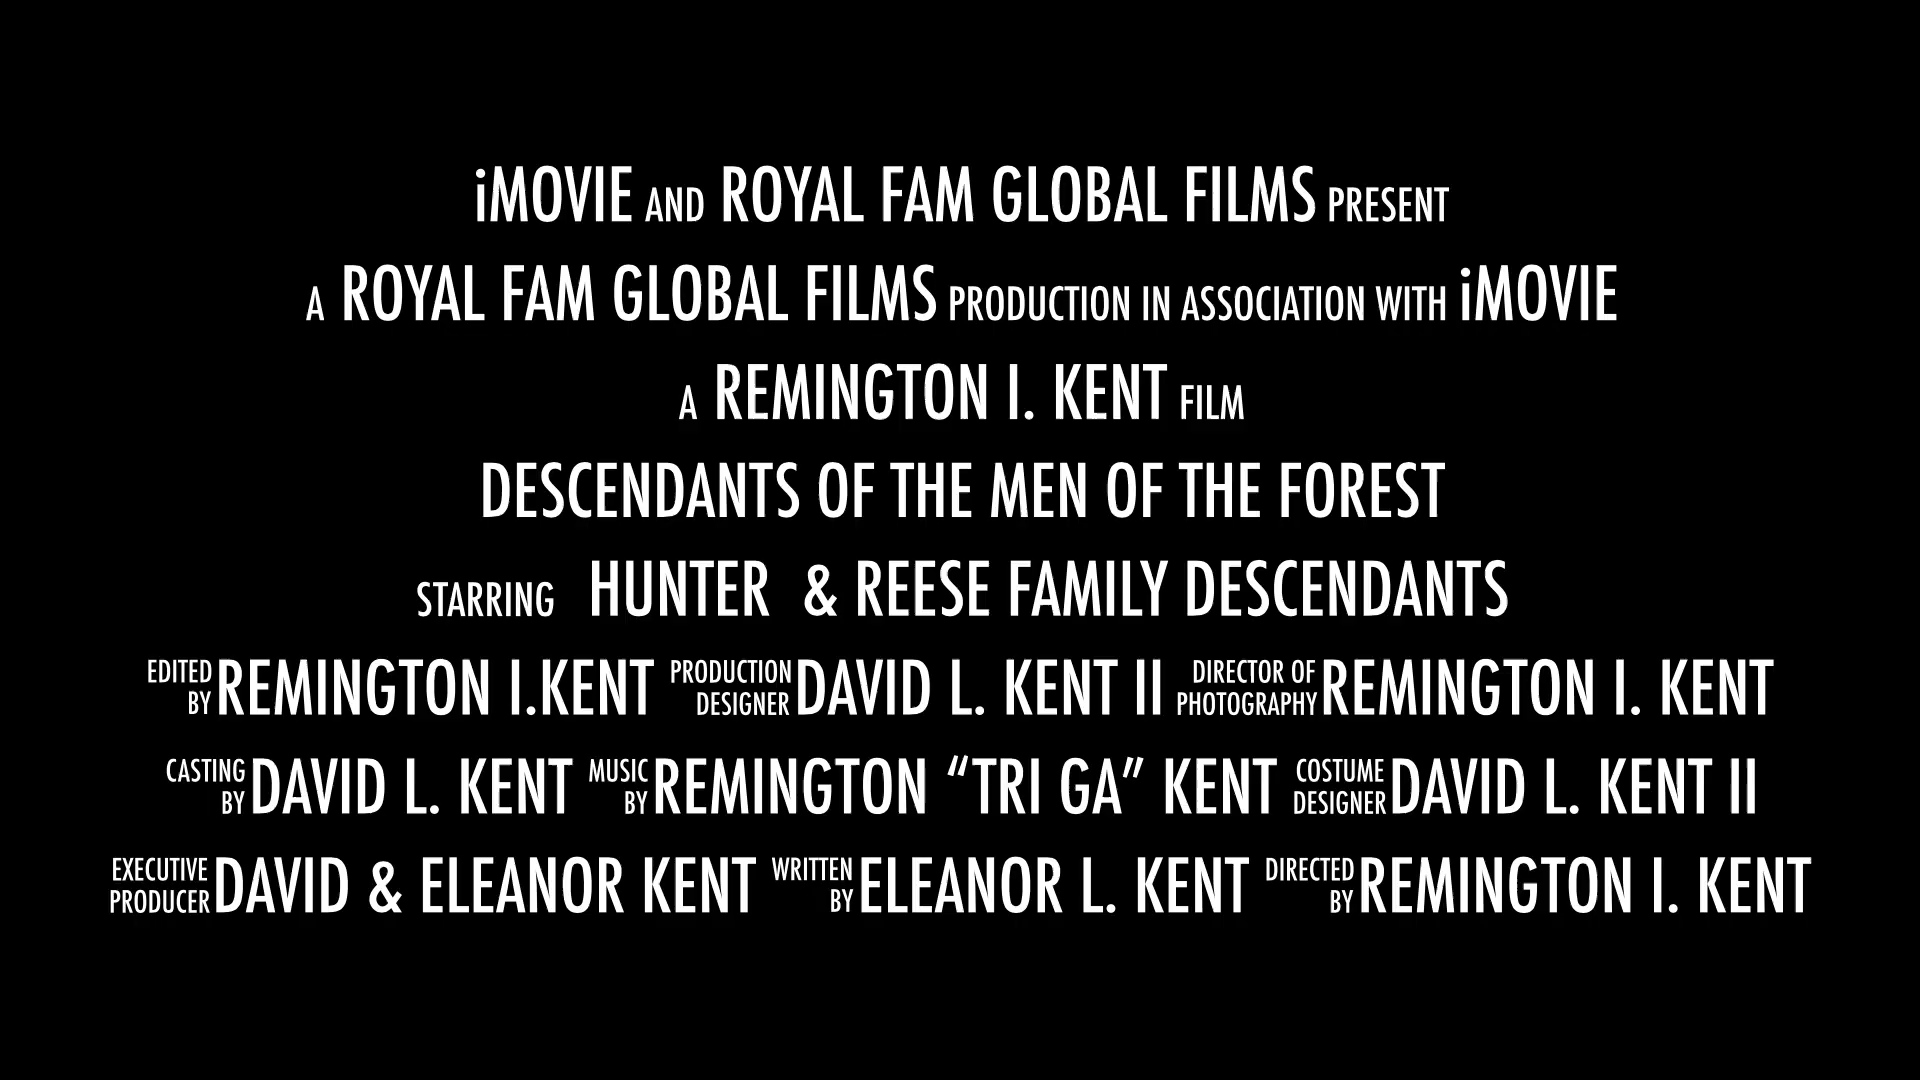 iMOVIE AND ROYAL FAM GLOBAL FILMS PRESENT
A ROYAL FAM GLOBAL FILMS PRODUCTION IN ASSOCIATION WITH iMOVIE
A REMINGTON I. KENT FILM
DESCENDANTS OF THE MEN OF THE FOREST
STARRING HUNTER & REESE FAMILY DESCENDANTS
EDITED BY REMINGTON I.KENT PRODUCTION DESIGNER DAVID L. KENT II DIRECTOR OF PHOTOGRAPHY REMINGTON I. KENT
CASTING BY DAVID L. KENT MUSIC BY REMINGTON “TRI GA” KENT COSTUME DESIGNER DAVID L. KENT II
EXECUTIVE PRODUCER DAVID & ELEANOR KENT WRITTEN BY ELEANOR L. KENT DIRECTED BY REMINGTON I. KENT